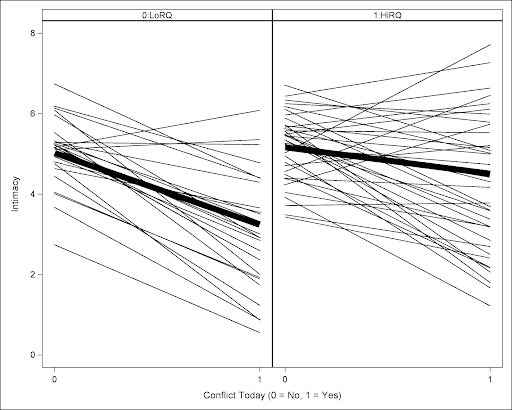 0:LoRQ 1:HiRQ
8
6
4
2
0
Intimacy
0 1 0 1
Conflict Today (0 = No, 1 = Yes)